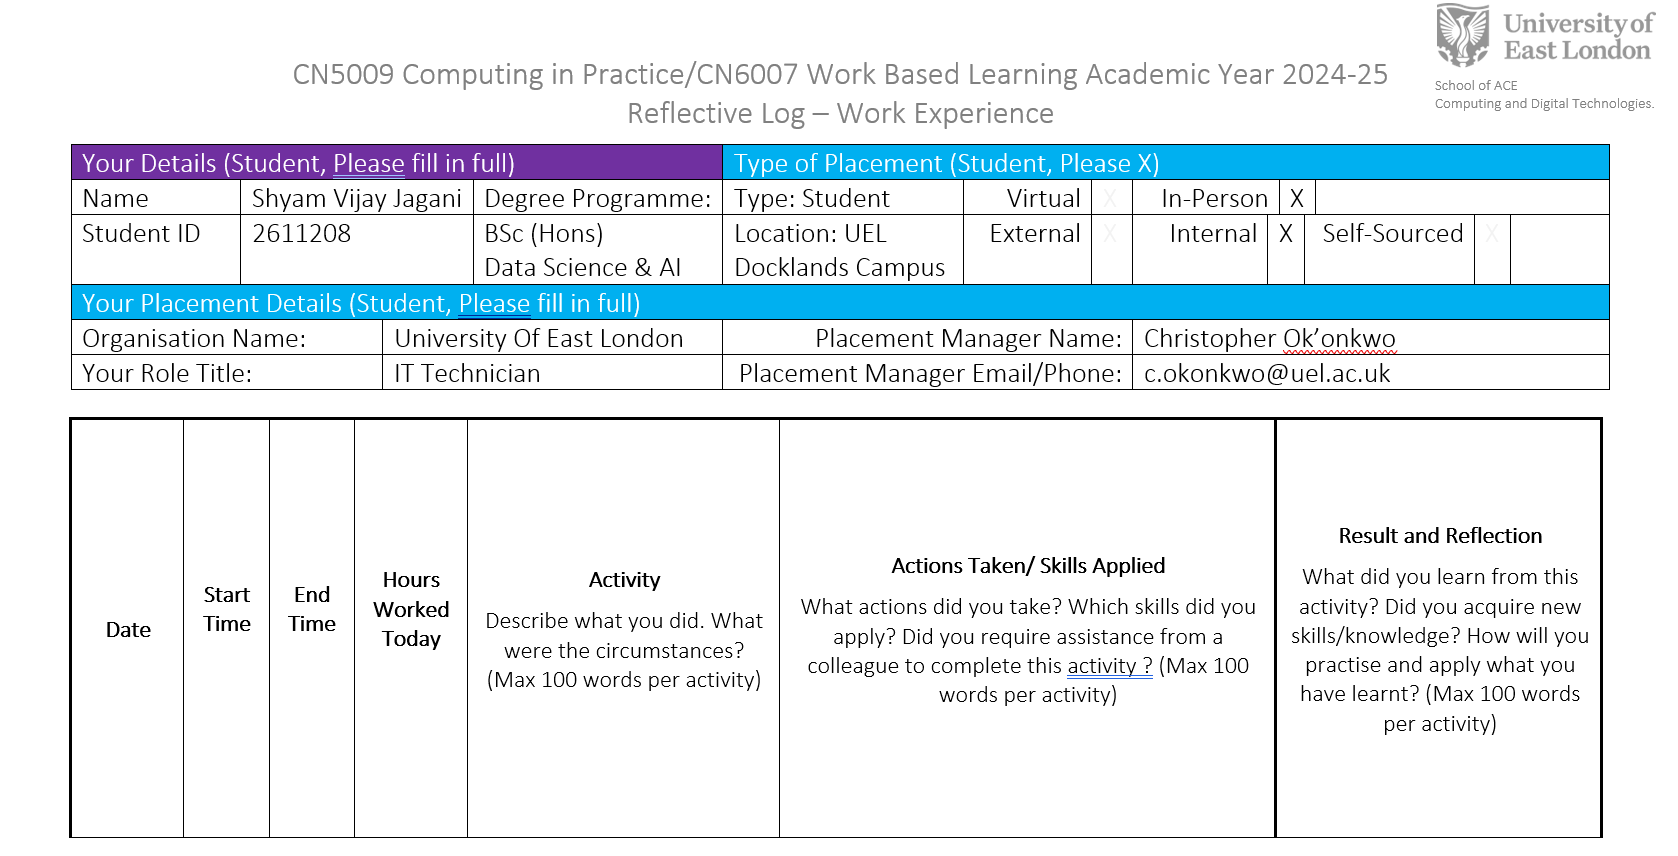 University of
East London
School of ACE
Computing and Digital Technologies.
CN5009 Computing in Practice/CN6007 Work Based Learning Academic Year 2024-25
Reflective Log – Work Experience
Your Details (Student, Please fill in full) Type of Placement (Student, Please X)
Name Shyam Vijay Jagani Degree Programme: Type: Student Virtual X In-Person X
Student ID 2611208 BSc (Hons) Location: UEL External X Internal X Self-Sourced X
Data Science & AI Docklands Campus
Your Placement Details (Student, Please fill in full)
Organisation Name: University Of East London Placement Manager Name: Christopher Ok’onkwo
Your Role Title: IT Technician Placement Manager Email/Phone: c.okonkwo@uel.ac.uk
Date
Start
Time
End
Time
Hours
Worked
Today
Activity
Describe what you did. What
were the circumstances?
(Max 100 words per activity)
Actions Taken/ Skills Applied
What actions did you take? Which skills did you
apply? Did you require assistance from a
colleague to complete this activity ? (Max 100
words per activity)
Result and Reflection
What did you learn from this
activity? Did you acquire new
skills/knowledge? How will you
practise and apply what you
have learnt? (Max 100 words
per activity)